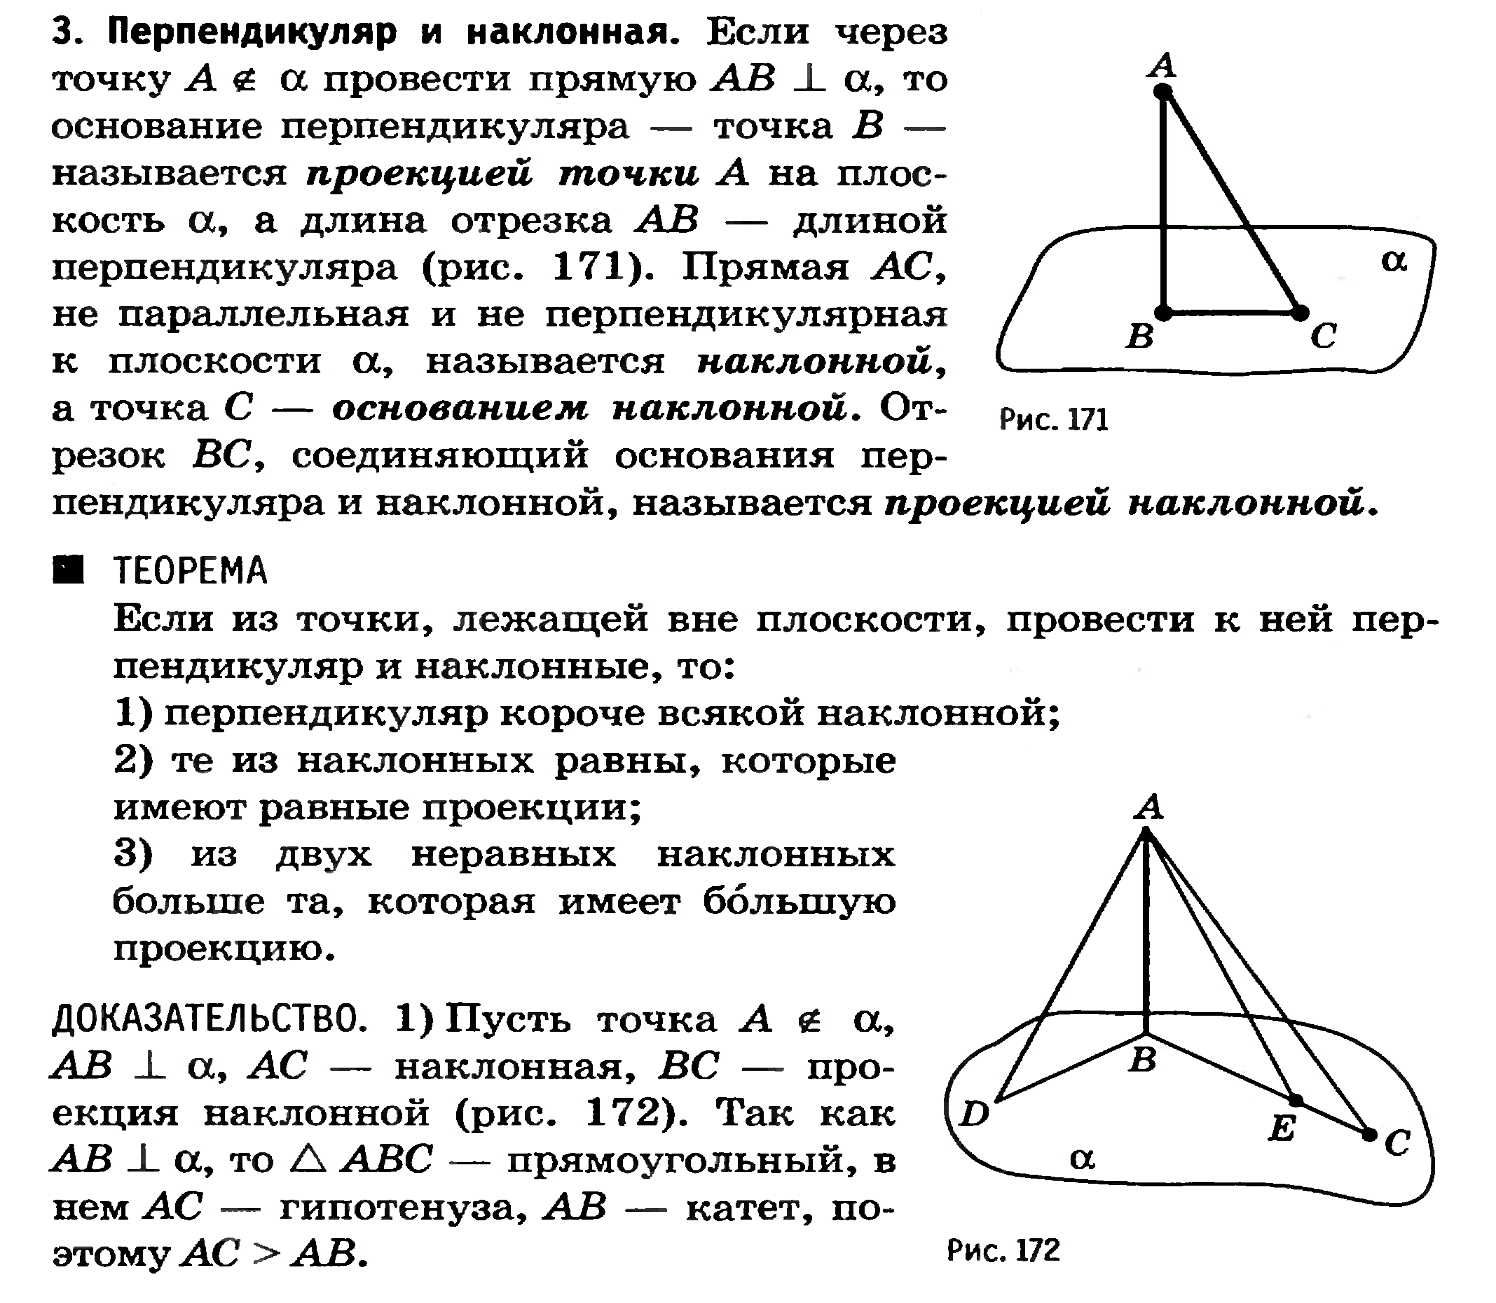 3. Перпендикуляр и наклонная. Если через
точку A ∉ α провести прямую AB ⊥ α, то
основание перпендикуляра — точка B —
называется проекцией точки A на плос-
кость α, а длина отрезка AB — длиной
перпендикуляра (рис. 171). Прямая AC,
не параллельная и не перпендикулярная
к плоскости α, называется наклонной,
а точка C — основанием наклонной. От-
резок BC, соединяющий основания пер-
пендикуляра и наклонной, называется проекцией наклонной.
A
α
B
C
Рис. 171
ТЕОРЕМА
Если из точки, лежащей вне плоскости, провести к ней пер-
пендикуляр и наклонные, то:
1) перпендикуляр короче всякой наклонной;
2) те из наклонных равны, которые
имеют равные проекции;
3) из двух неравных наклонных
больше та, которая имеет бо́льшую
проекцию.
ДОКАЗАТЕЛЬСТВО. 1) Пусть точка A ∉ α,
AB ⊥ α, AC — наклонная, BC — про-
екция наклонной (рис. 172). Так как
AB ⊥ α, то △ ABC — прямоугольный, в
нем AC — гипотенуза, AB — катет, по-
этому AC > AB.
A
B
D
E
C
α
Рис. 172